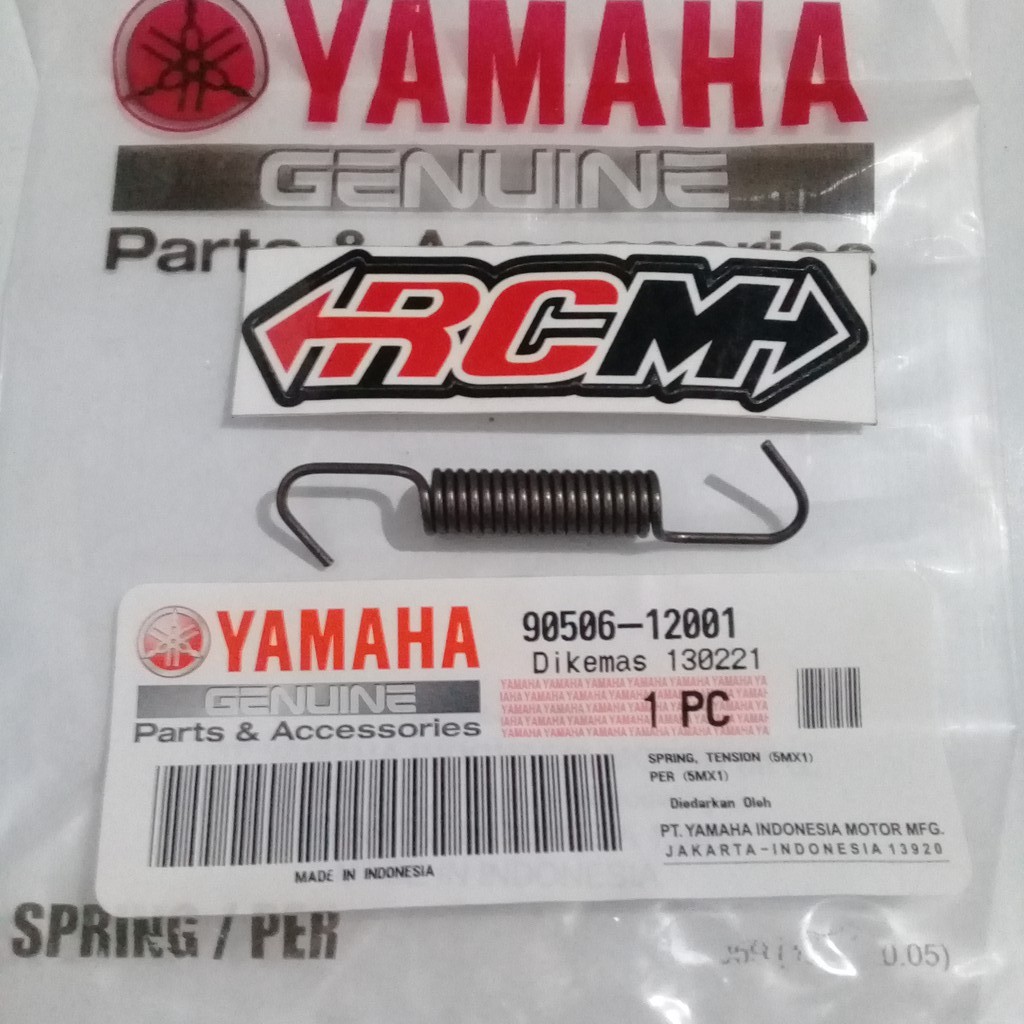 YAMAHA
GENUINE
Parts & Accessories
RCM
YAMAHA
GENUINE
Parts & Accessories
90506-12001
Dikemas 130221
1 PC
SPRING, TENSION (5MX1)
PER (5MX1)
Diedarkan Oleh
PT. YAMAHA INDONESIA MOTOR MFG.
JAKARTA-INDONESIA 13920
MADE IN INDONESIA
SPRING / PER
0.05)